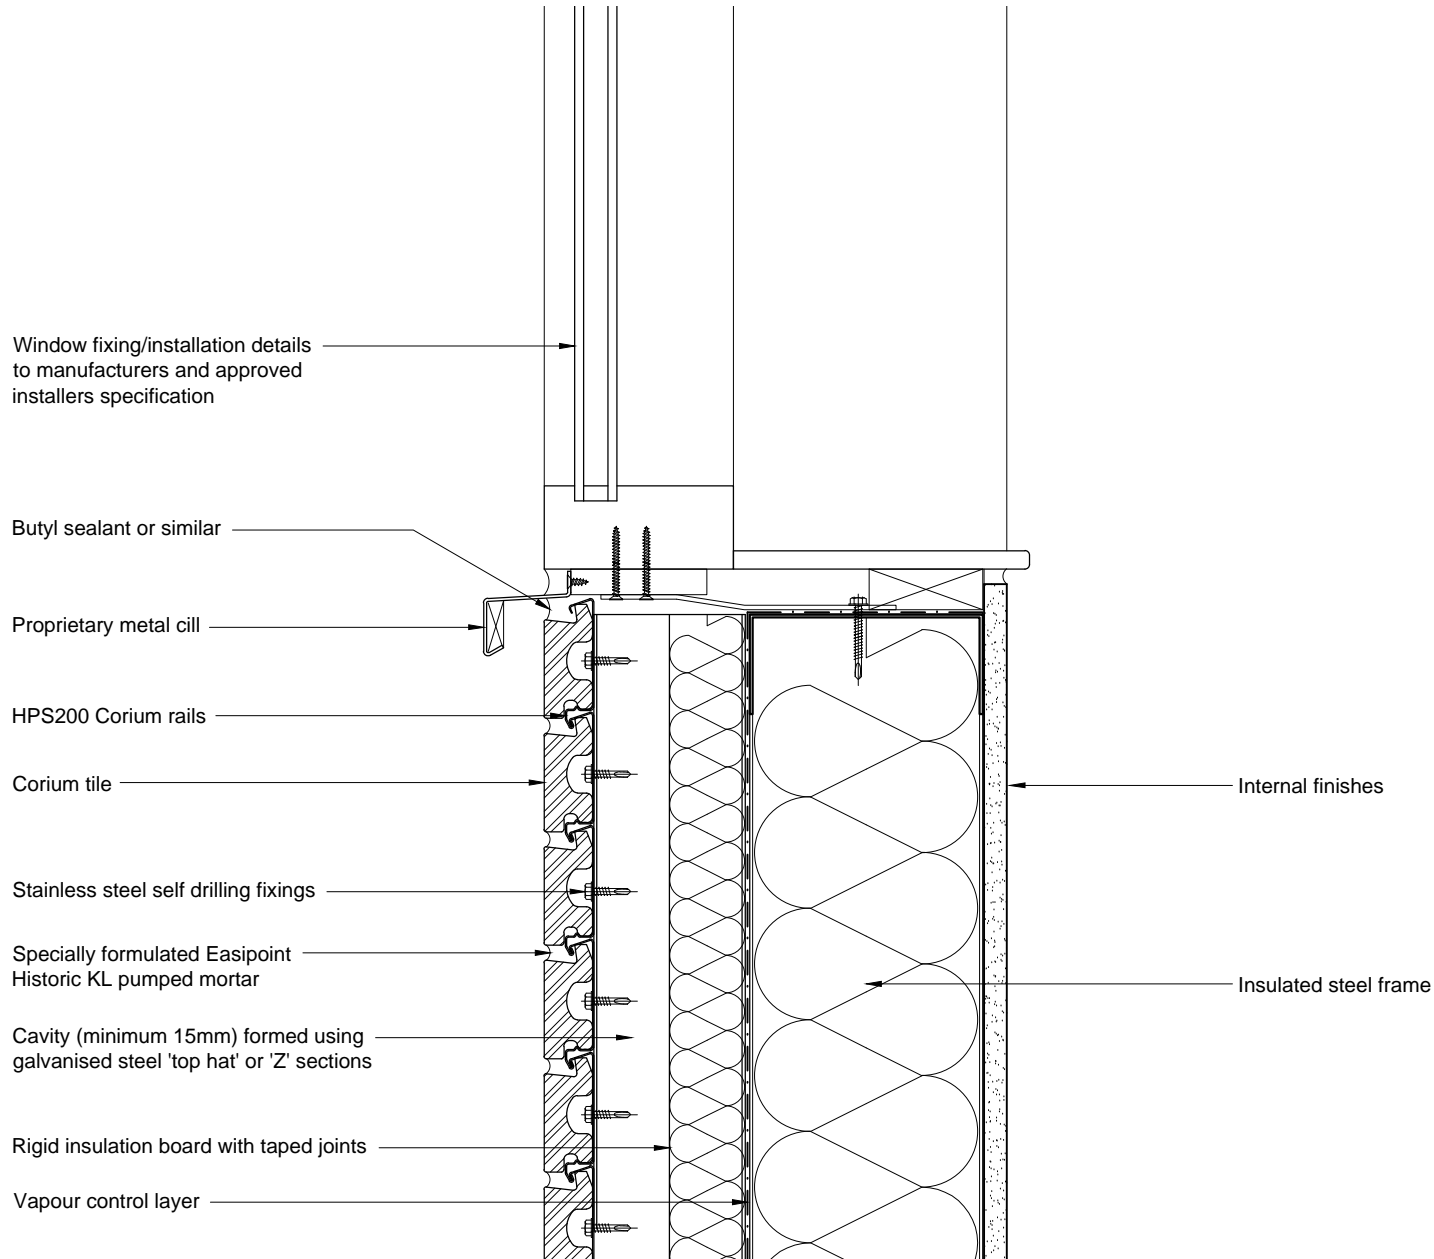 Window fixing/installation details
to manufacturers and approved
installers specification
Butyl sealant or similar
Proprietary metal cill
HPS200 Corium rails
Corium tile
Internal finishes
Stainless steel self drilling fixings
Specially formulated Easipoint
Historic KL pumped mortar
Insulated steel frame
Cavity (minimum 15mm) formed using
galvanised steel 'top hat' or 'Z' sections
Rigid insulation board with taped joints
Vapour control layer